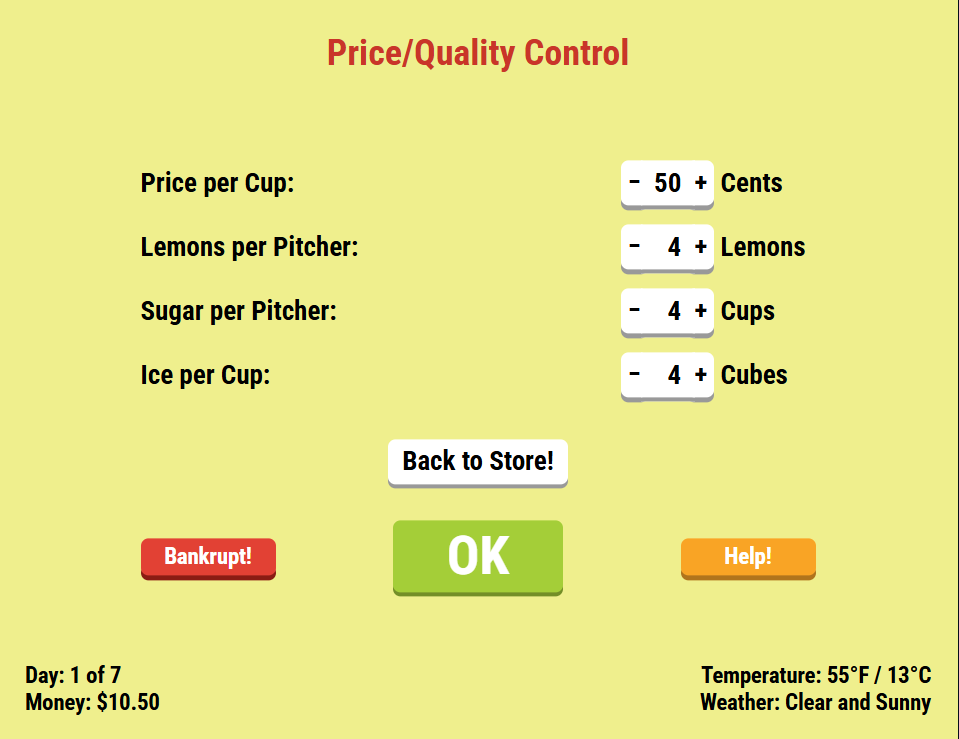 Price/Quality Control
Price per Cup: - 50 + Cents
Lemons per Pitcher: - 4 + Lemons
Sugar per Pitcher: - 4 + Cups
Ice per Cup: - 4 + Cubes
Back to Store!
Bankrupt! OK Help!
Day: 1 of 7 Temperature: 55°F / 13°C
Money: $10.50 Weather: Clear and Sunny